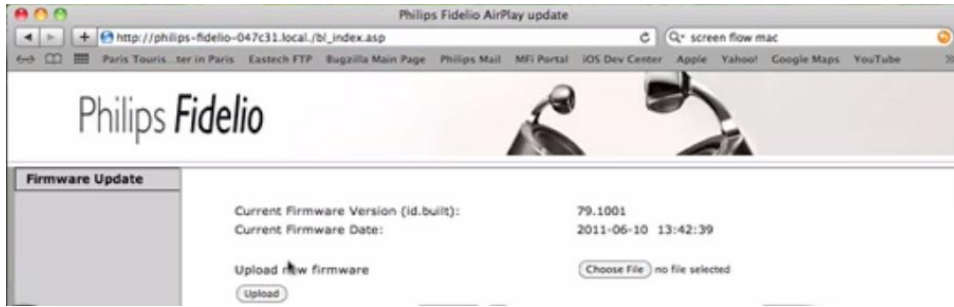 Philips Fidelio AirPlay update
http://philips-fidelio-047c31.local./bl_index.asp
screen flow mac
Paris Touris...ter in Paris Eastech FTP Bugzilla Main Page Philips Mail MFi Portal iOS Dev Center Apple Yahoo! Google Maps YouTube
Philips Fidelio
Firmware Update
Current Firmware Version (id.built): 79.1001
Current Firmware Date: 2011-06-10 13:42:39
Upload new firmware Choose File no file selected
Upload